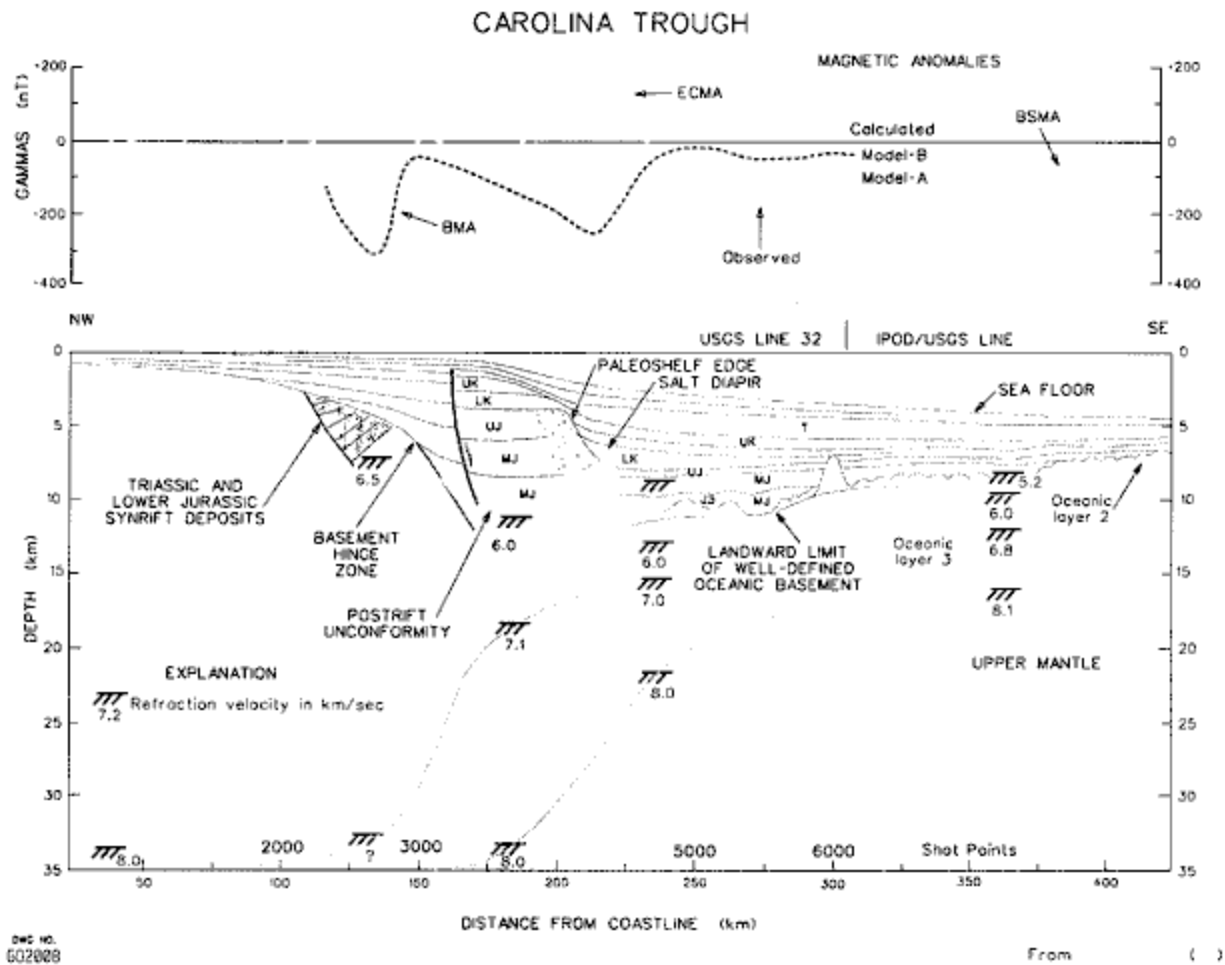 CAROLINA TROUGH
MAGNETIC ANOMALIES
GAMMAS (nT)
+200
0
-200
-400
+200
0
-200
-400
ECMA
BSMA
Calculated
Model-B
Model-A
BMA
Observed
NW
SE
USGS LINE 32
IPOD/USGS LINE
PALEOSHELF EDGE
SALT DIAPIR
SEA FLOOR
UK
LK
UJ
MJ
MJ
T
UK
LK
UJ
MJ
MJ
TRIASSIC AND
LOWER JURASSIC
SYNRIFT DEPOSITS
BASEMENT
HINGE
ZONE
POSTRIFT
UNCONFORMITY
LANDWARD LIMIT
OF WELL-DEFINED
OCEANIC BASEMENT
Oceanic
layer 2
Oceanic
layer 3
UPPER MANTLE
6.5
6.0
7.1
8.0
6.0
7.0
8.0
5.2
6.0
6.8
8.1
EXPLANATION
Refraction velocity in km/sec
7.2
8.0
?
DEPTH (km)
0
5
10
15
20
25
30
35
0
5
10
15
20
25
30
35
2000
3000
5000
6000
Shot Points
50
100
150
200
250
300
350
400
DISTANCE FROM COASTLINE (km)
DWG NO.
GO2008
From ( )